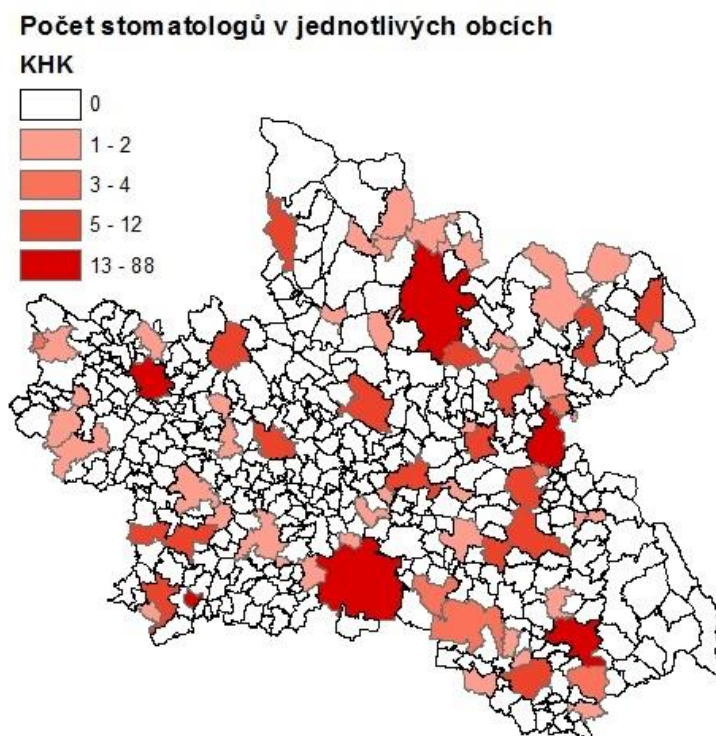 Počet stomatologů v jednotlivých obcích
KHK
0
1 - 2
3 - 4
5 - 12
13 - 88